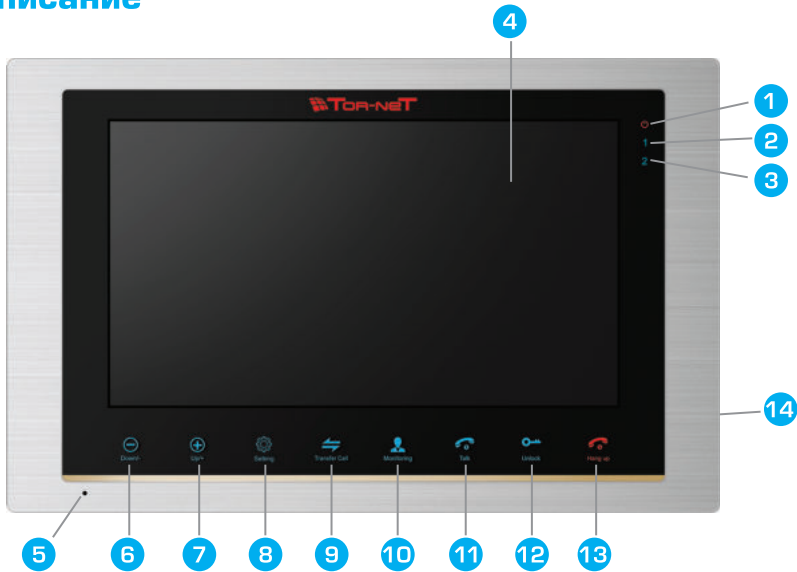 писание
4
TOR-NET
1
1
2
2
3
14
Down/-
Up/+
Setting
Transfer Call
Monitoring
Talk
Unlock
Hang up
5
6
7
8
9
10
11
12
13